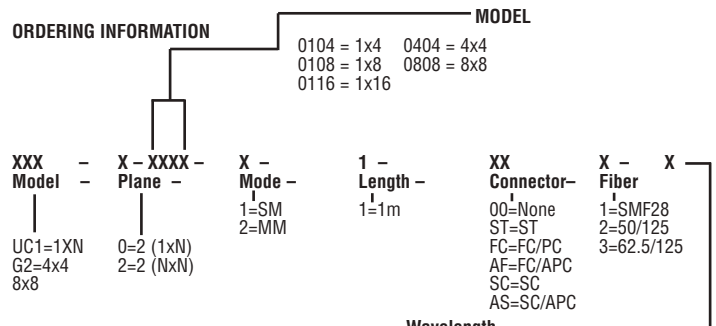 MODEL
ORDERING INFORMATION
0104 = 1x4 0404 = 4x4
0108 = 1x8 0808 = 8x8
0116 = 1x16
XXX – X – XXXX – X – 1 – XX X – X
Model – Plane – Mode – Length – Connector– Fiber
UC1=1XN
G2=4x4
8x8
0=2 (1xN)
2=2 (NxN)
1=SM
2=MM
1=1m
00=None
ST=ST
FC=FC/PC
AF=FC/APC
SC=SC
AS=SC/APC
1=SMF28
2=50/125
3=62.5/125
Wavelength